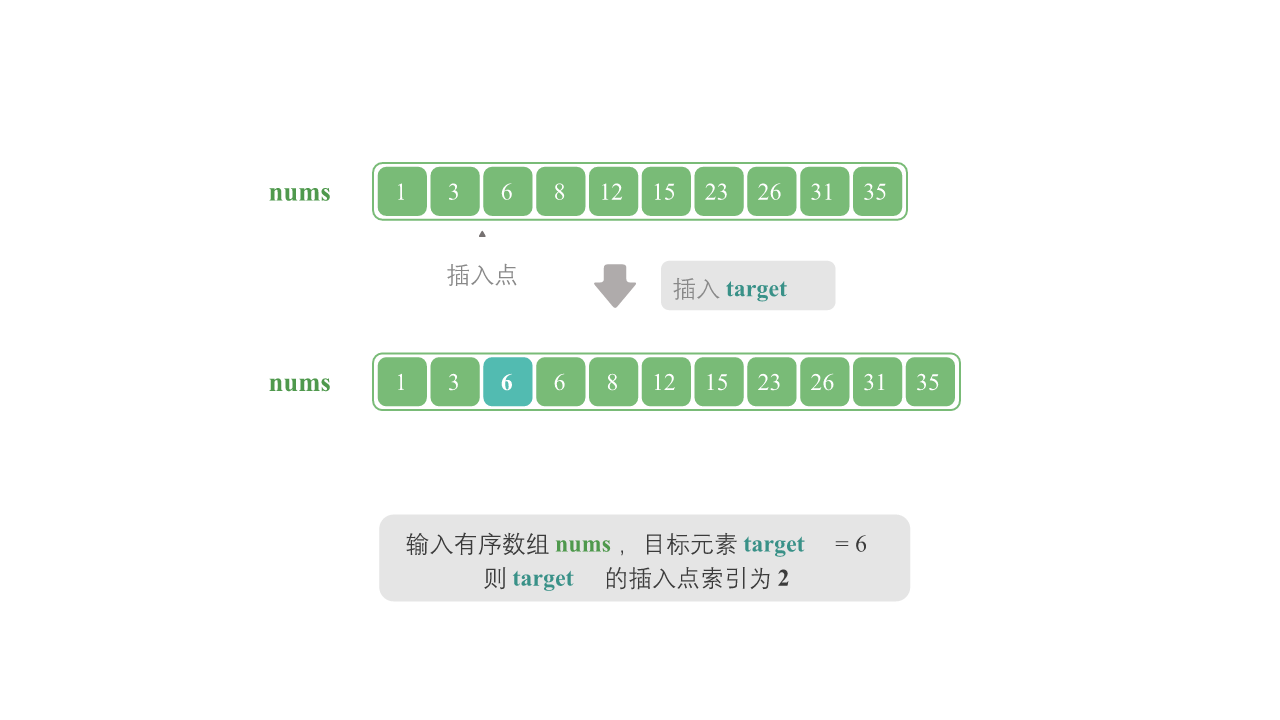 nums 1 3 6 8 12 15 23 26 31 35
插入点
插入 target
nums 1 3 6 6 8 12 15 23 26 31 35
输入有序数组 nums ，目标元素 target = 6
则 target 的插入点索引为 2